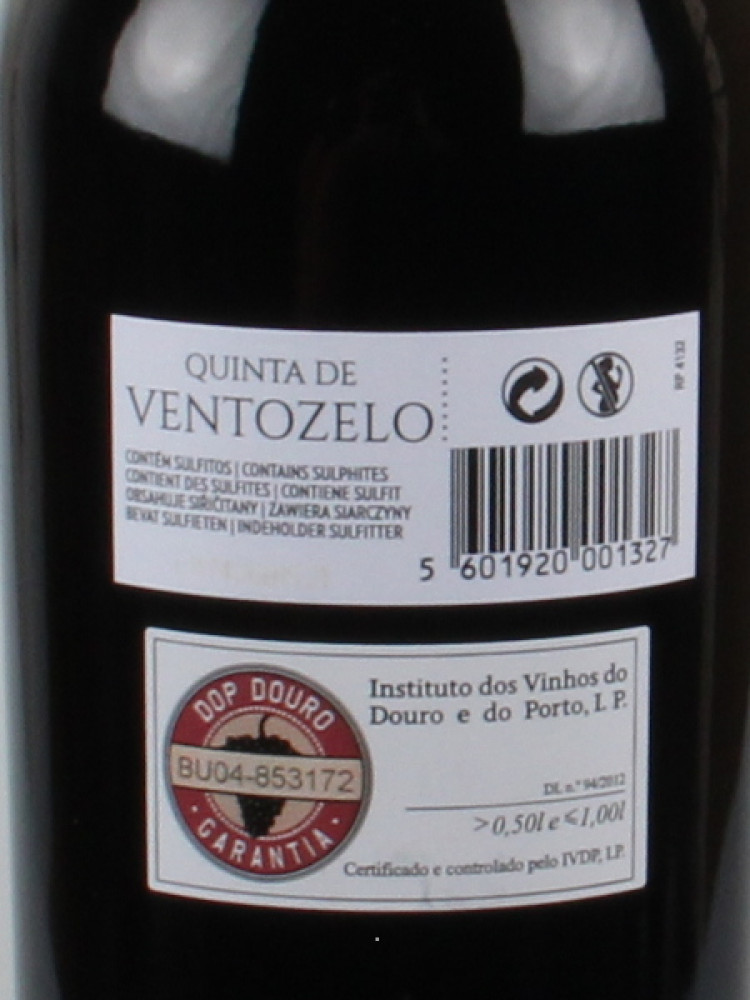 QUINTA DE
VENTOZELO
CONTÉM SULFITOS | CONTAINS SULPHITES
CONTIENT DES SULFITES | CONTIENE SULFIT
OBSAHUJE SIŘIČITANY | ZAWIERA SIARCZYNY
BEVAT SULFIETEN | INDEHOLDER SULFITTER
RP 4132
5 601920 001327
DOP DOURO
BU04-853172
· GARANTIA ·
Instituto dos Vinhos do
Douro e do Porto, I. P.
DL n.º 94/2012
>0,50l e ≤1,00l
Certificado e controlado pelo IVDP, I.P.